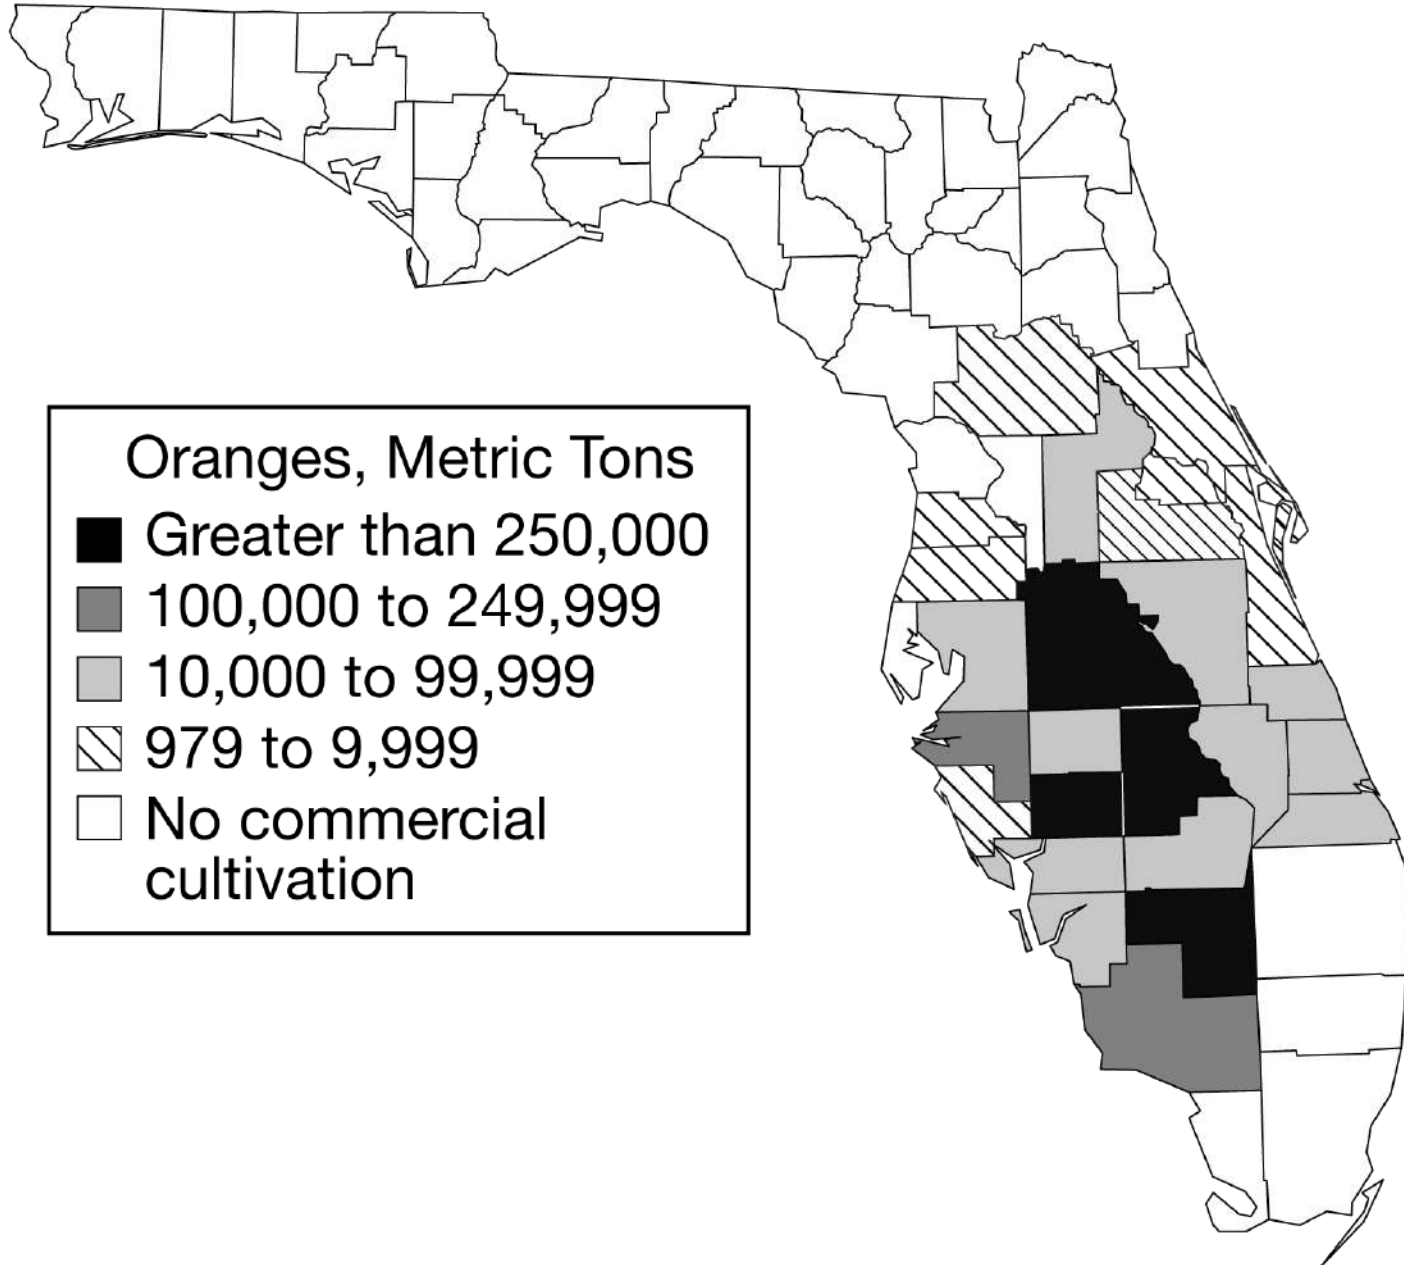 Oranges, Metric Tons
Greater than 250,000
100,000 to 249,999
10,000 to 99,999
979 to 9,999
No commercial
cultivation